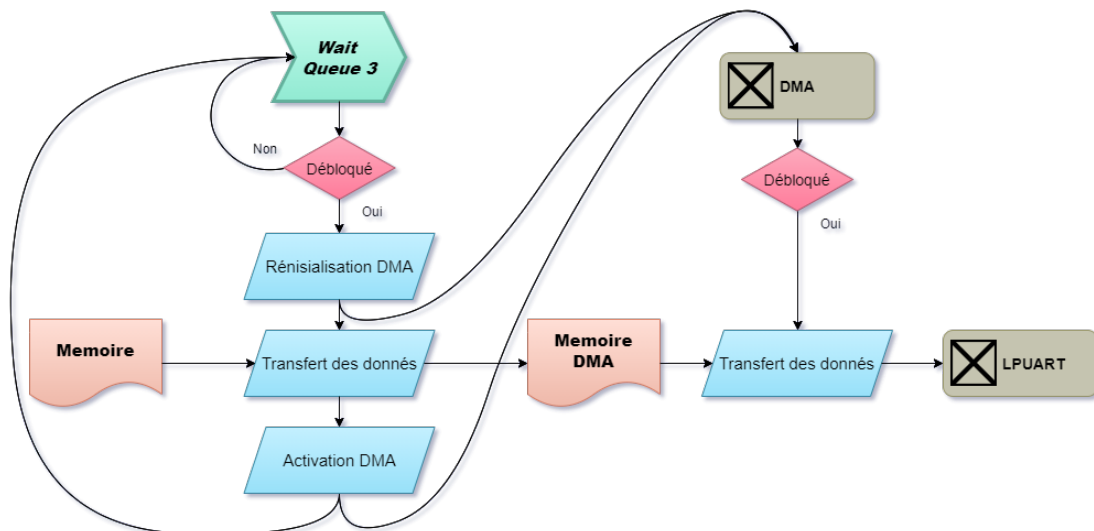 Wait
Queue 3
DMA
Non
Débloqué
Débloqué
Oui
Oui
Rénisialisation DMA
Memoire
Transfert des donnés
Memoire
DMA
Transfert des donnés
LPUART
Activation DMA